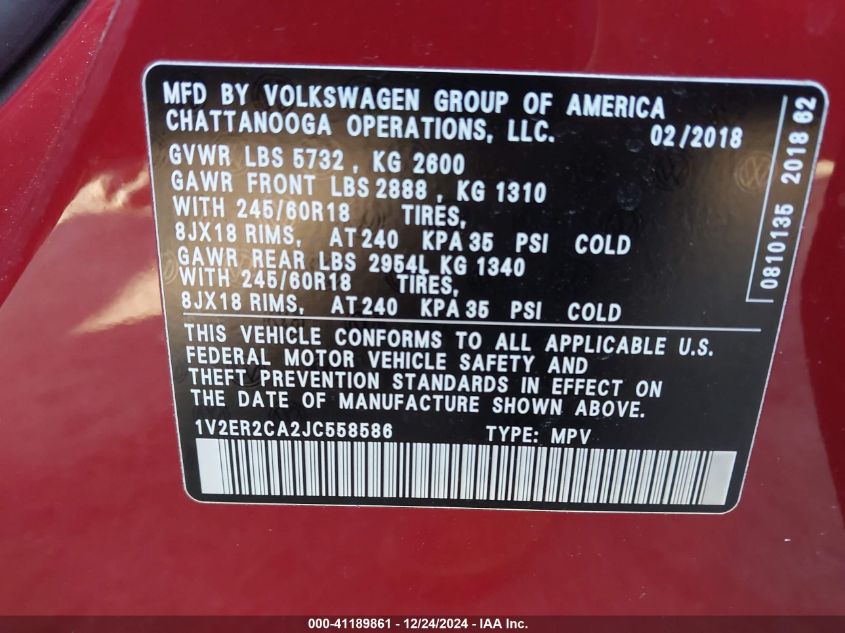 MFD BY VOLKSWAGEN GROUP OF AMERICA
CHATTANOOGA OPERATIONS, LLC. 02/2018
GVWR LBS 5732 , KG 2600
GAWR FRONT LBS 2888 , KG 1310
WITH 245/60R18 TIRES,
8JX18 RIMS, AT 240 KPA 35 PSI COLD
GAWR REAR LBS 2954L KG 1340
WITH 245/60R18 TIRES,
8JX18 RIMS, AT 240 KPA 35 PSI COLD
THIS VEHICLE CONFORMS TO ALL APPLICABLE U.S.
FEDERAL MOTOR VEHICLE SAFETY AND
THEFT PREVENTION STANDARDS IN EFFECT ON
THE DATE OF MANUFACTURE SHOWN ABOVE.
1V2ER2CA2JC558586 TYPE: MPV
0810135 2018 62
000-41189861 - 12/24/2024 - IAA Inc.